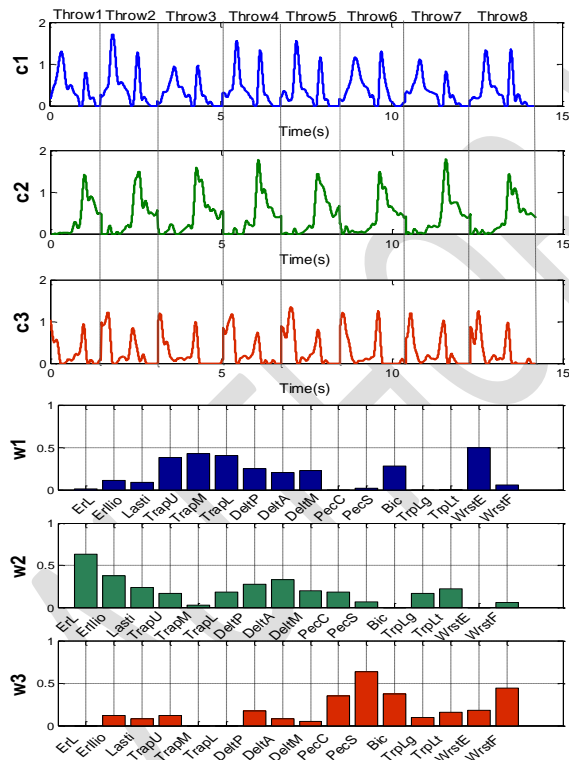 Throw1 Throw2 Throw3 Throw4 Throw5 Throw6 Throw7 Throw8
c1
2
1
0
0 5 10 15
Time(s)
c2
2
1
0
0 5 10 15
Time(s)
c3
2
1
0
0 5 10 15
Time(s)
w1
1
0.5
0
ErL ErIlio Lasti TrapU TrapM TrapL DeltP DeltA DeltM PecC PecS Bic TrpLg TrpLt WrstE WrstF
w2
1
0.5
0
ErL ErIlio Lasti TrapU TrapM TrapL DeltP DeltA DeltM PecC PecS Bic TrpLg TrpLt WrstE WrstF
w3
1
0.5
0
ErL ErIlio Lasti TrapU TrapM TrapL DeltP DeltA DeltM PecC PecS Bic TrpLg TrpLt WrstE WrstF